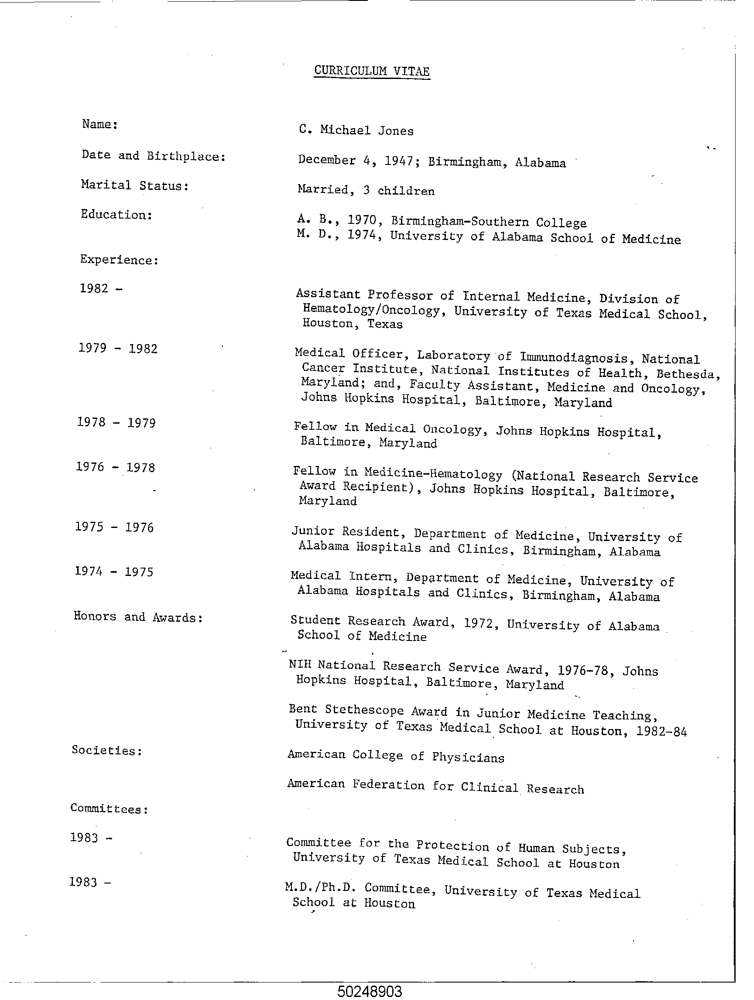 CURRICULUM VITAE
Name:
C. Michael Jones
Date and Birthplace:
December 4, 1947; Birmingham, Alabama
Marital Status:
Married, 3 children
Education:
A. B., 1970, Birmingham-Southern College
M. D., 1974, University of Alabama School of Medicine
Experience:
1982 -
Assistant Professor of Internal Medicine, Division of
Hematology/Oncology, University of Texas Medical School,
Houston, Texas
1979 - 1982
Medical Officer, Laboratory of Immunodiagnosis, National
Cancer Institute, National Institutes of Health, Bethesda,
Maryland; and, Faculty Assistant, Medicine and Oncology,
Johns Hopkins Hospital, Baltimore, Maryland
1978 - 1979
Fellow in Medical Oncology, Johns Hopkins Hospital,
Baltimore, Maryland
1976 - 1978
Fellow in Medicine-Hematology (National Research Service
Award Recipient), Johns Hopkins Hospital, Baltimore,
Maryland
1975 - 1976
Junior Resident, Department of Medicine, University of
Alabama Hospitals and Clinics, Birmingham, Alabama
1974 - 1975
Medical Intern, Department of Medicine, University of
Alabama Hospitals and Clinics, Birmingham, Alabama
Honors and Awards:
Student Research Award, 1972, University of Alabama
School of Medicine
NIH National Research Service Award, 1976-78, Johns
Hopkins Hospital, Baltimore, Maryland
Bent Stethescope Award in Junior Medicine Teaching,
University of Texas Medical School at Houston, 1982-84
Societies:
American College of Physicians
American Federation for Clinical Research
Committees:
1983 -
Committee for the Protection of Human Subjects,
University of Texas Medical School at Houston
1983 -
M.D./Ph.D. Committee, University of Texas Medical
School at Houston
50248903